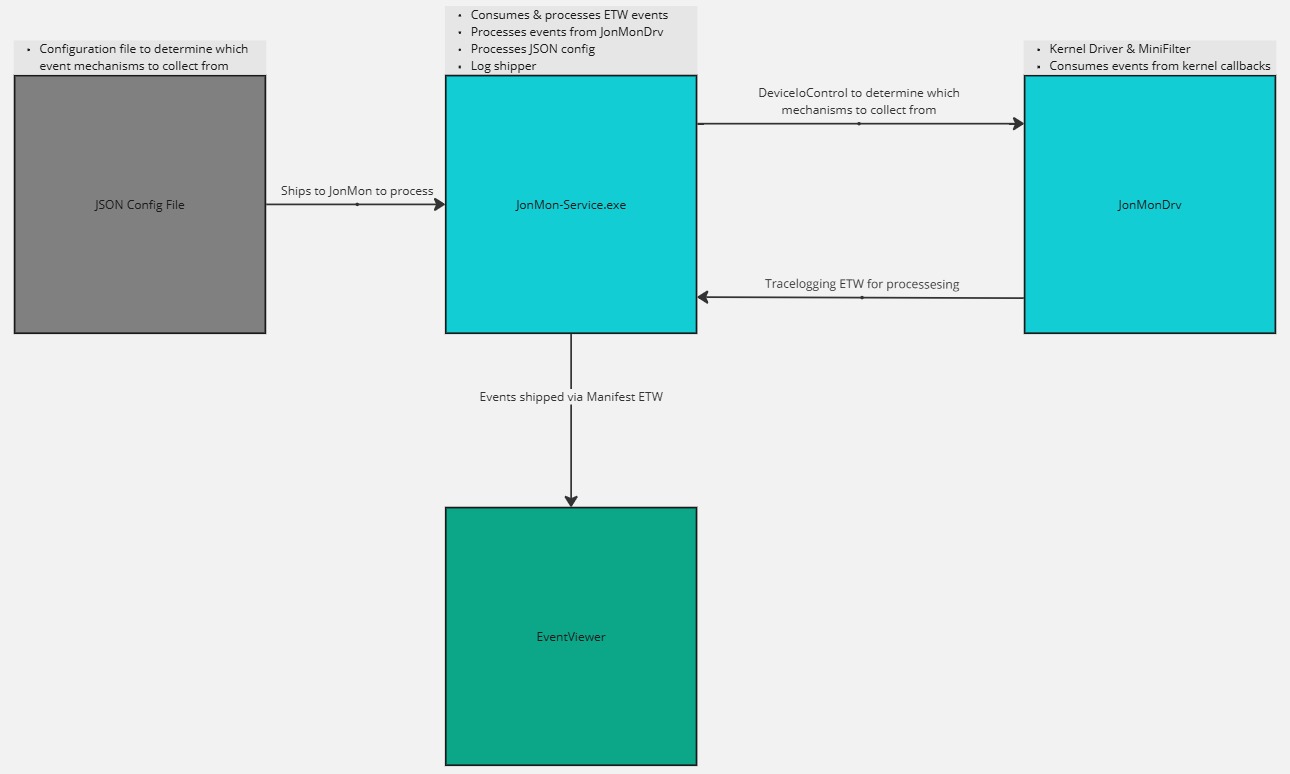 • Configuration file to determine which
event mechanisms to collect from
JSON Config File
Ships to JonMon to process
• Consumes & processes ETW events
• Processes events from JonMonDrv
• Processes JSON config
• Log shipper
JonMon-Service.exe
DeviceIoControl to determine which
mechanisms to collect from
Tracelogging ETW for processesing
• Kernel Driver & MiniFilter
• Consumes events from kernel callbacks
JonMonDrv
Events shipped via Manifest ETW
EventViewer